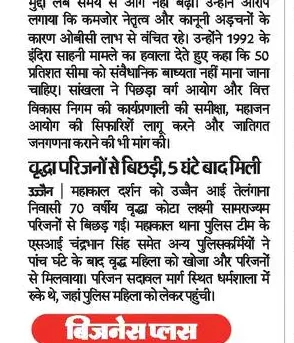 मुद्दा लंबे समय से आगे नहीं बढ़ा। उन्होंने आरोप
लगाया कि कमजोर नेतृत्व और कानूनी अड़चनों के
कारण ओबीसी लाभ से वंचित रहे। उन्होंने 1992 के
इंदिरा साहनी मामले का हवाला देते हुए कहा कि 50
प्रतिशत सीमा को संवैधानिक बाध्यता नहीं माना जाना
चाहिए। सांखला ने पिछड़ा वर्ग आयोग और वित्त
विकास निगम की कार्यप्रणाली की समीक्षा, महाजन
आयोग की सिफारिशें लागू करने और जातिगत
जनगणना कराने की भी मांग की।
वृद्धा परिजनों से बिछड़ी, 5 घंटे बाद मिली
उज्जैन | महाकाल दर्शन को उज्जैन आई तेलंगाना
निवासी 70 वर्षीय वृद्धा कोटा लक्ष्मी सामराज्यम
परिजनों से बिछड़ गई। महाकाल थाना पुलिस टीम के
एसआई चंद्रभान सिंह समेत अन्य पुलिसकर्मियों ने
पांच घंटे के बाद वृद्ध महिला को खोजा और परिजनों
से मिलवाया। परिजन सदावल मार्ग स्थित धर्मशाला में
रुके थे, जहां पुलिस महिला को लेकर पहुंची।
बिजनेस प्लस